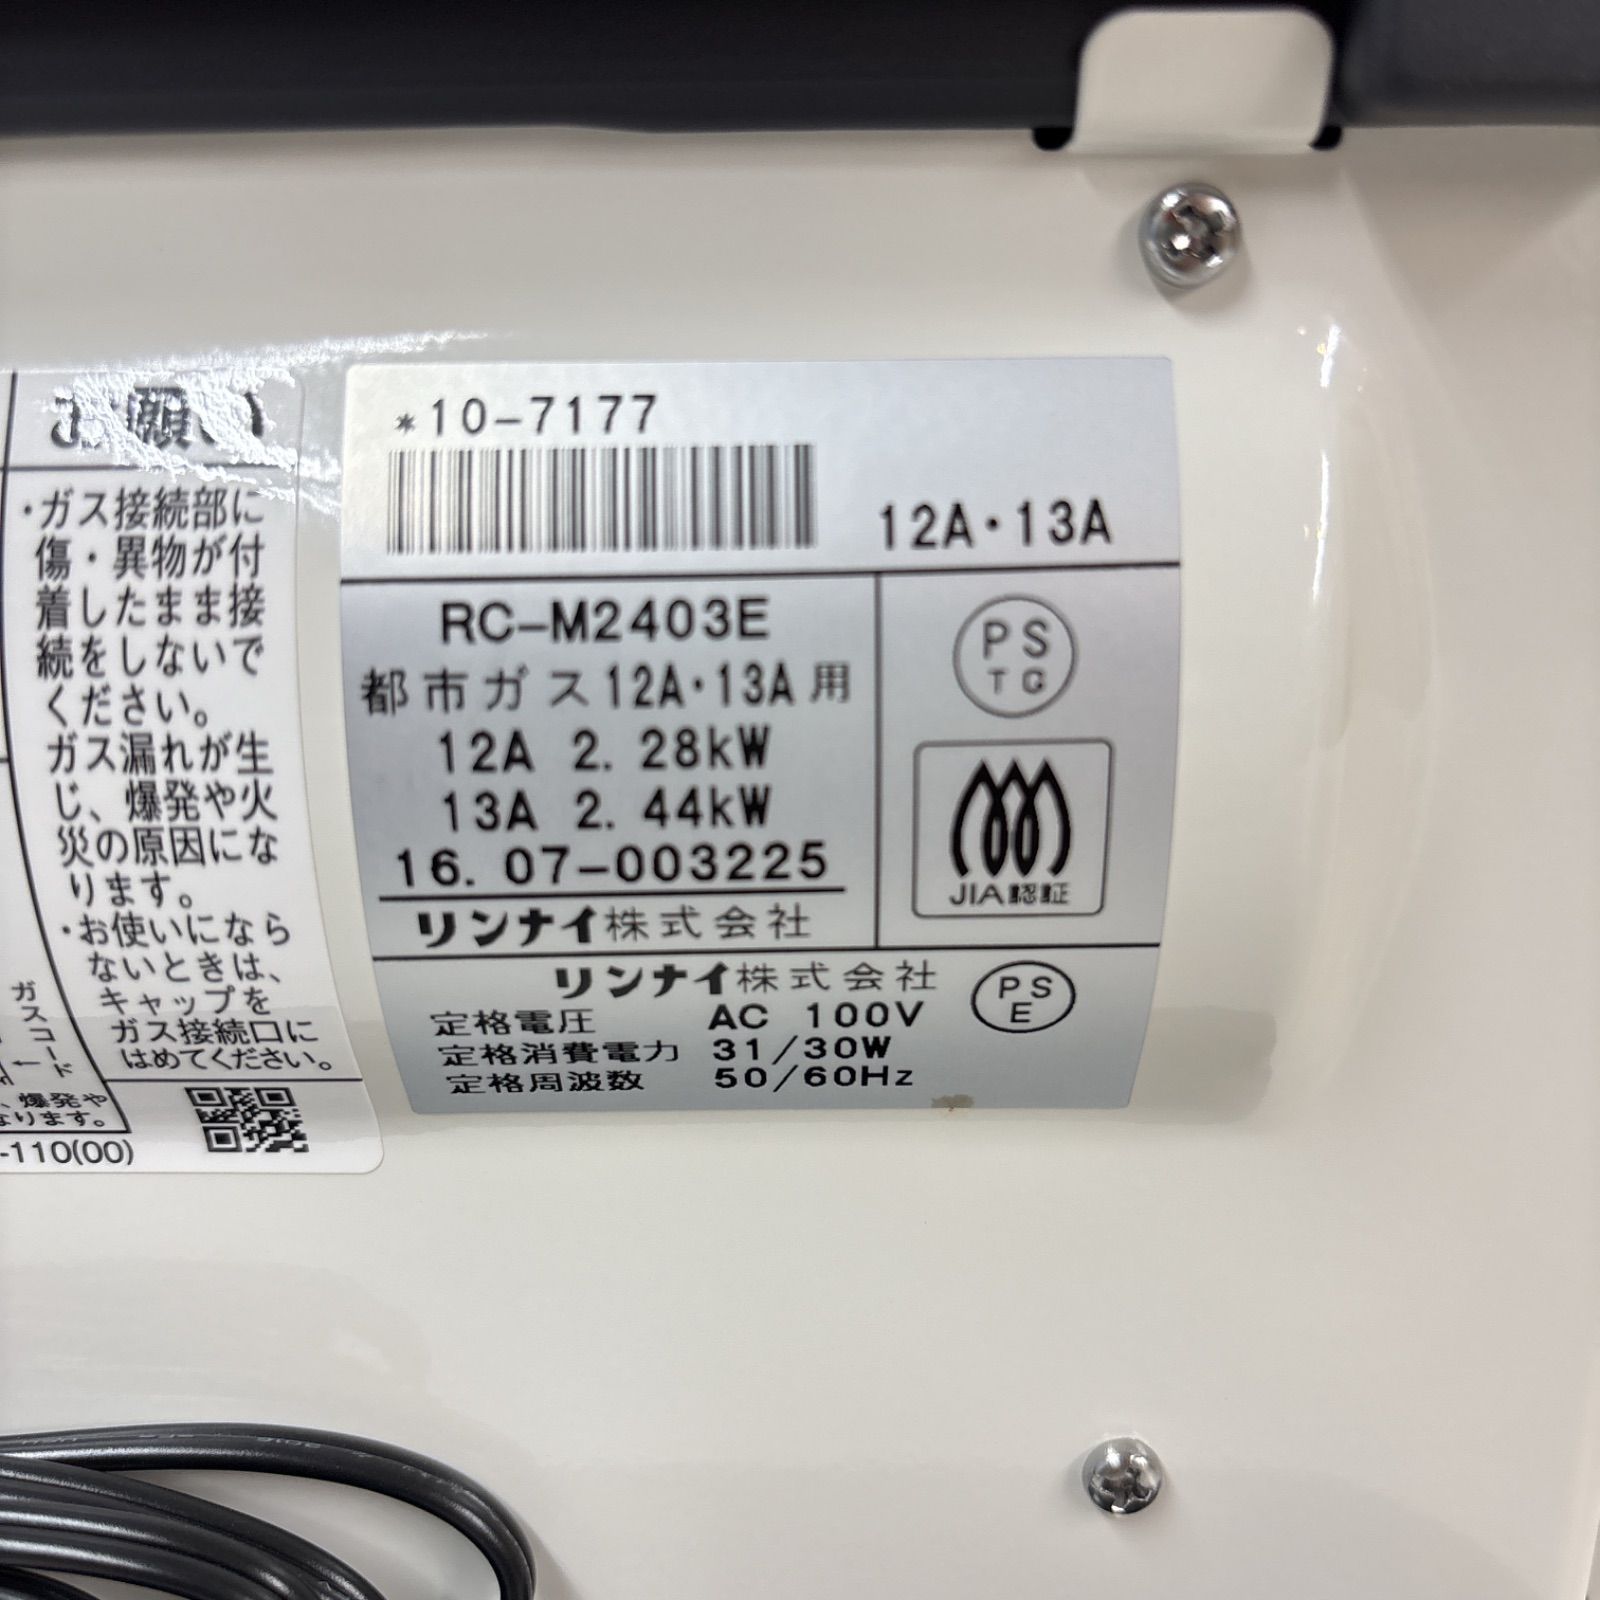 お願い
・ガス接続部に
傷・異物が付
着したまま接
続をしないで
ください。
ガス漏れが生
じ、爆発や火
災の原因にな
ります。
・お使いになら
ないときは、
キャップを
ガス接続口に
はめてください。
ガスコード
、爆発や
なります。
-110(00)
*10-7177
12A・13A
RC-M2403E
都市ガス12A・13A用
12A 2.28kW
13A 2.44kW
16.07-003225
リンナイ株式会社
PS
TG
JIA認証
リンナイ株式会社
定格電圧 AC 100V
定格消費電力 31/30W
定格周波数 50/60Hz
PS
E